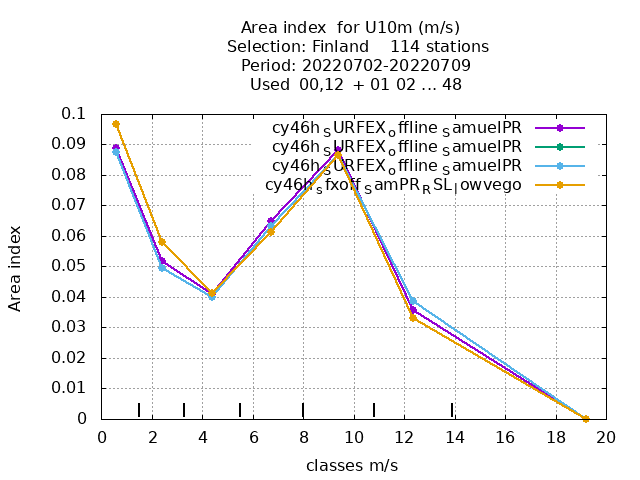 Area index for U10m (m/s)
Selection: Finland 114 stations
Period: 20220702-20220709
Used 00,12 + 01 02 ... 48
cy46h_SURFEX_offline_SamuelPR
cy46h_SURFEX_offline_SamuelPR
cy46h_SURFEX_offline_SamuelPR
cy46h_sfxoff_SamPR_RSL_lowvego
0.1
0.09
0.08
0.07
0.06
0.05
0.04
0.03
0.02
0.01
0
Area index
0 2 4 6 8 10 12 14 16 18 20
classes m/s